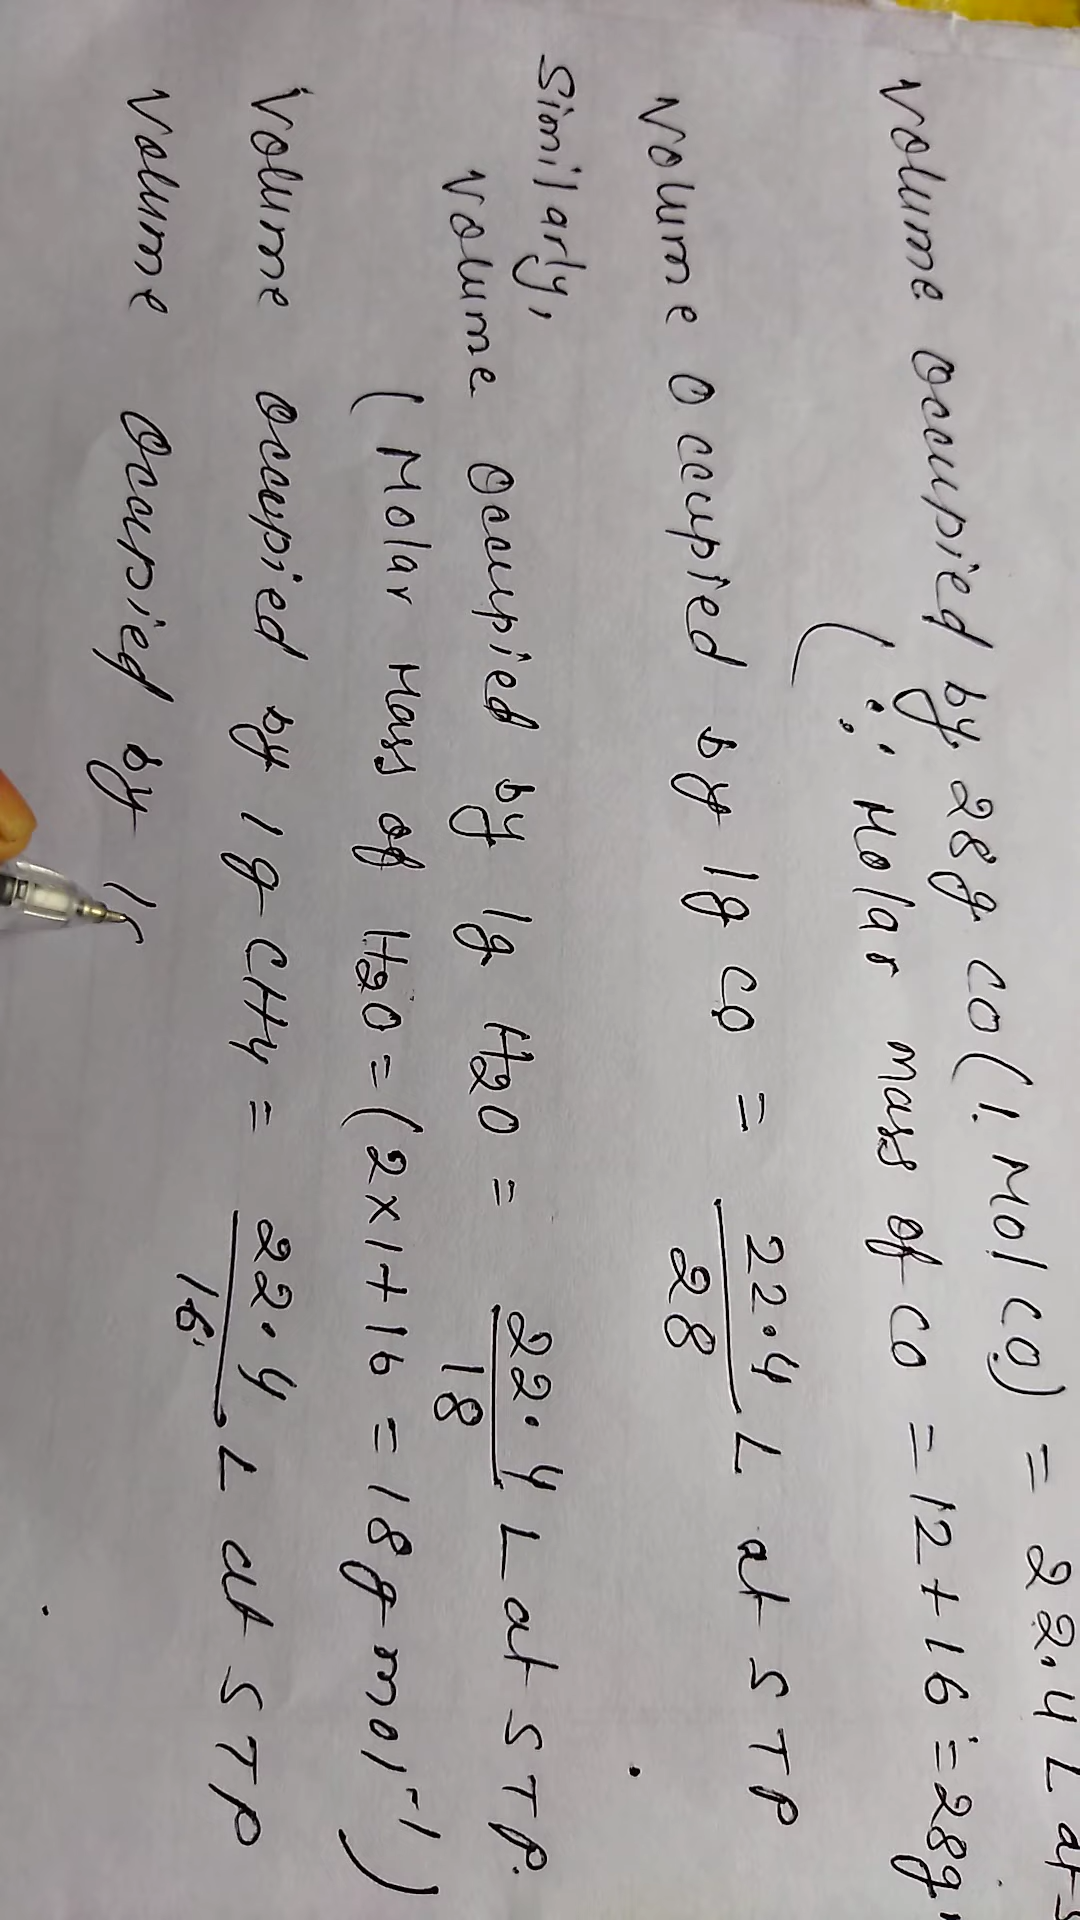 Volume occupied by 28g CO (1 Mol CO) = 22.4 L at
(∵ Molar mass of CO = 12 + 16 = 28g
Volume occupied by 1g CO = 22.4/28 L at STP
Similarly,
Volume occupied by 1g H2O = 22.4/18 L at STP.
(Molar Mass of H2O = (2×1+16 = 18g mol⁻¹)
Volume occupied by 1g CH4 = 22.4/16 L at STP
Volume occupied by 1